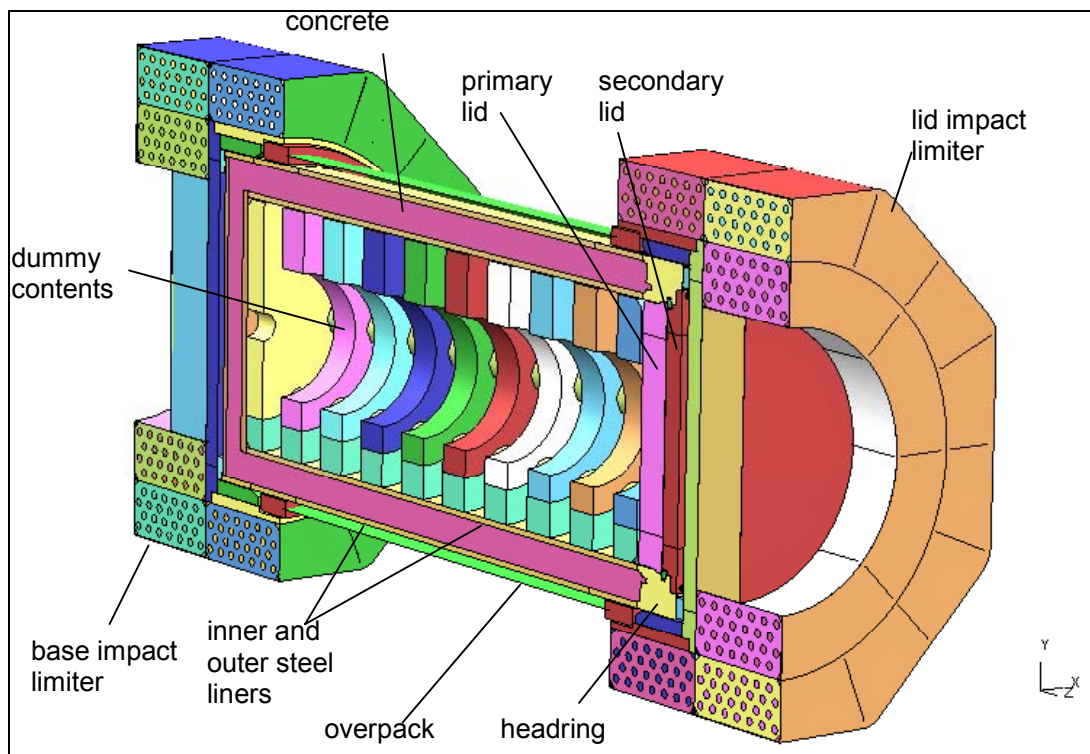 concrete
primary
lid
secondary
lid
lid impact
limiter
dummy
contents
base impact
limiter
inner and
outer steel
liners
overpack
headring
Y
X
Z